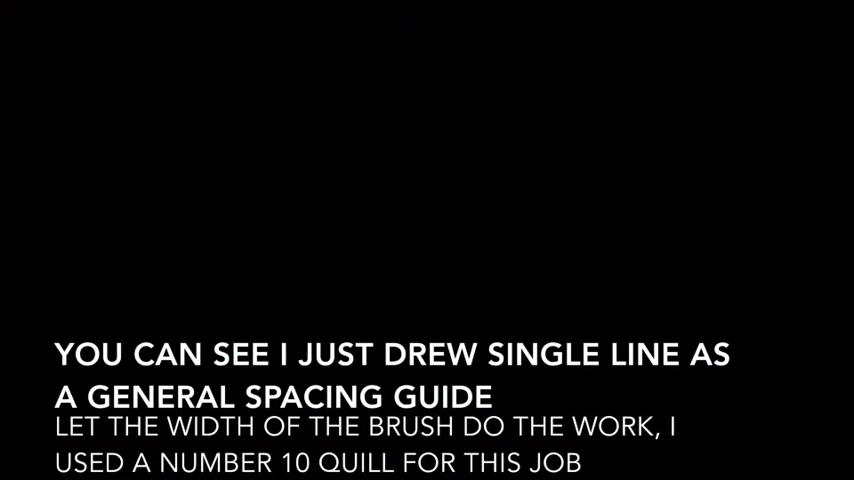 YOU CAN SEE I JUST DREW SINGLE LINE AS
A GENERAL SPACING GUIDE
LET THE WIDTH OF THE BRUSH DO THE WORK, I
USED A NUMBER 10 QUILL FOR THIS JOB